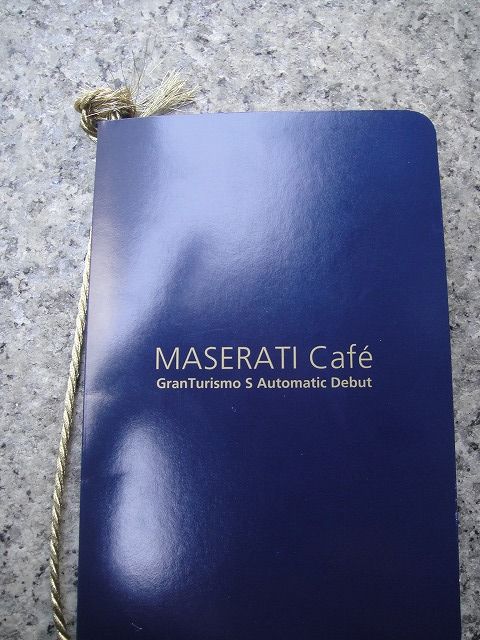 MASERATI Café
GranTurismo S Automatic Debut